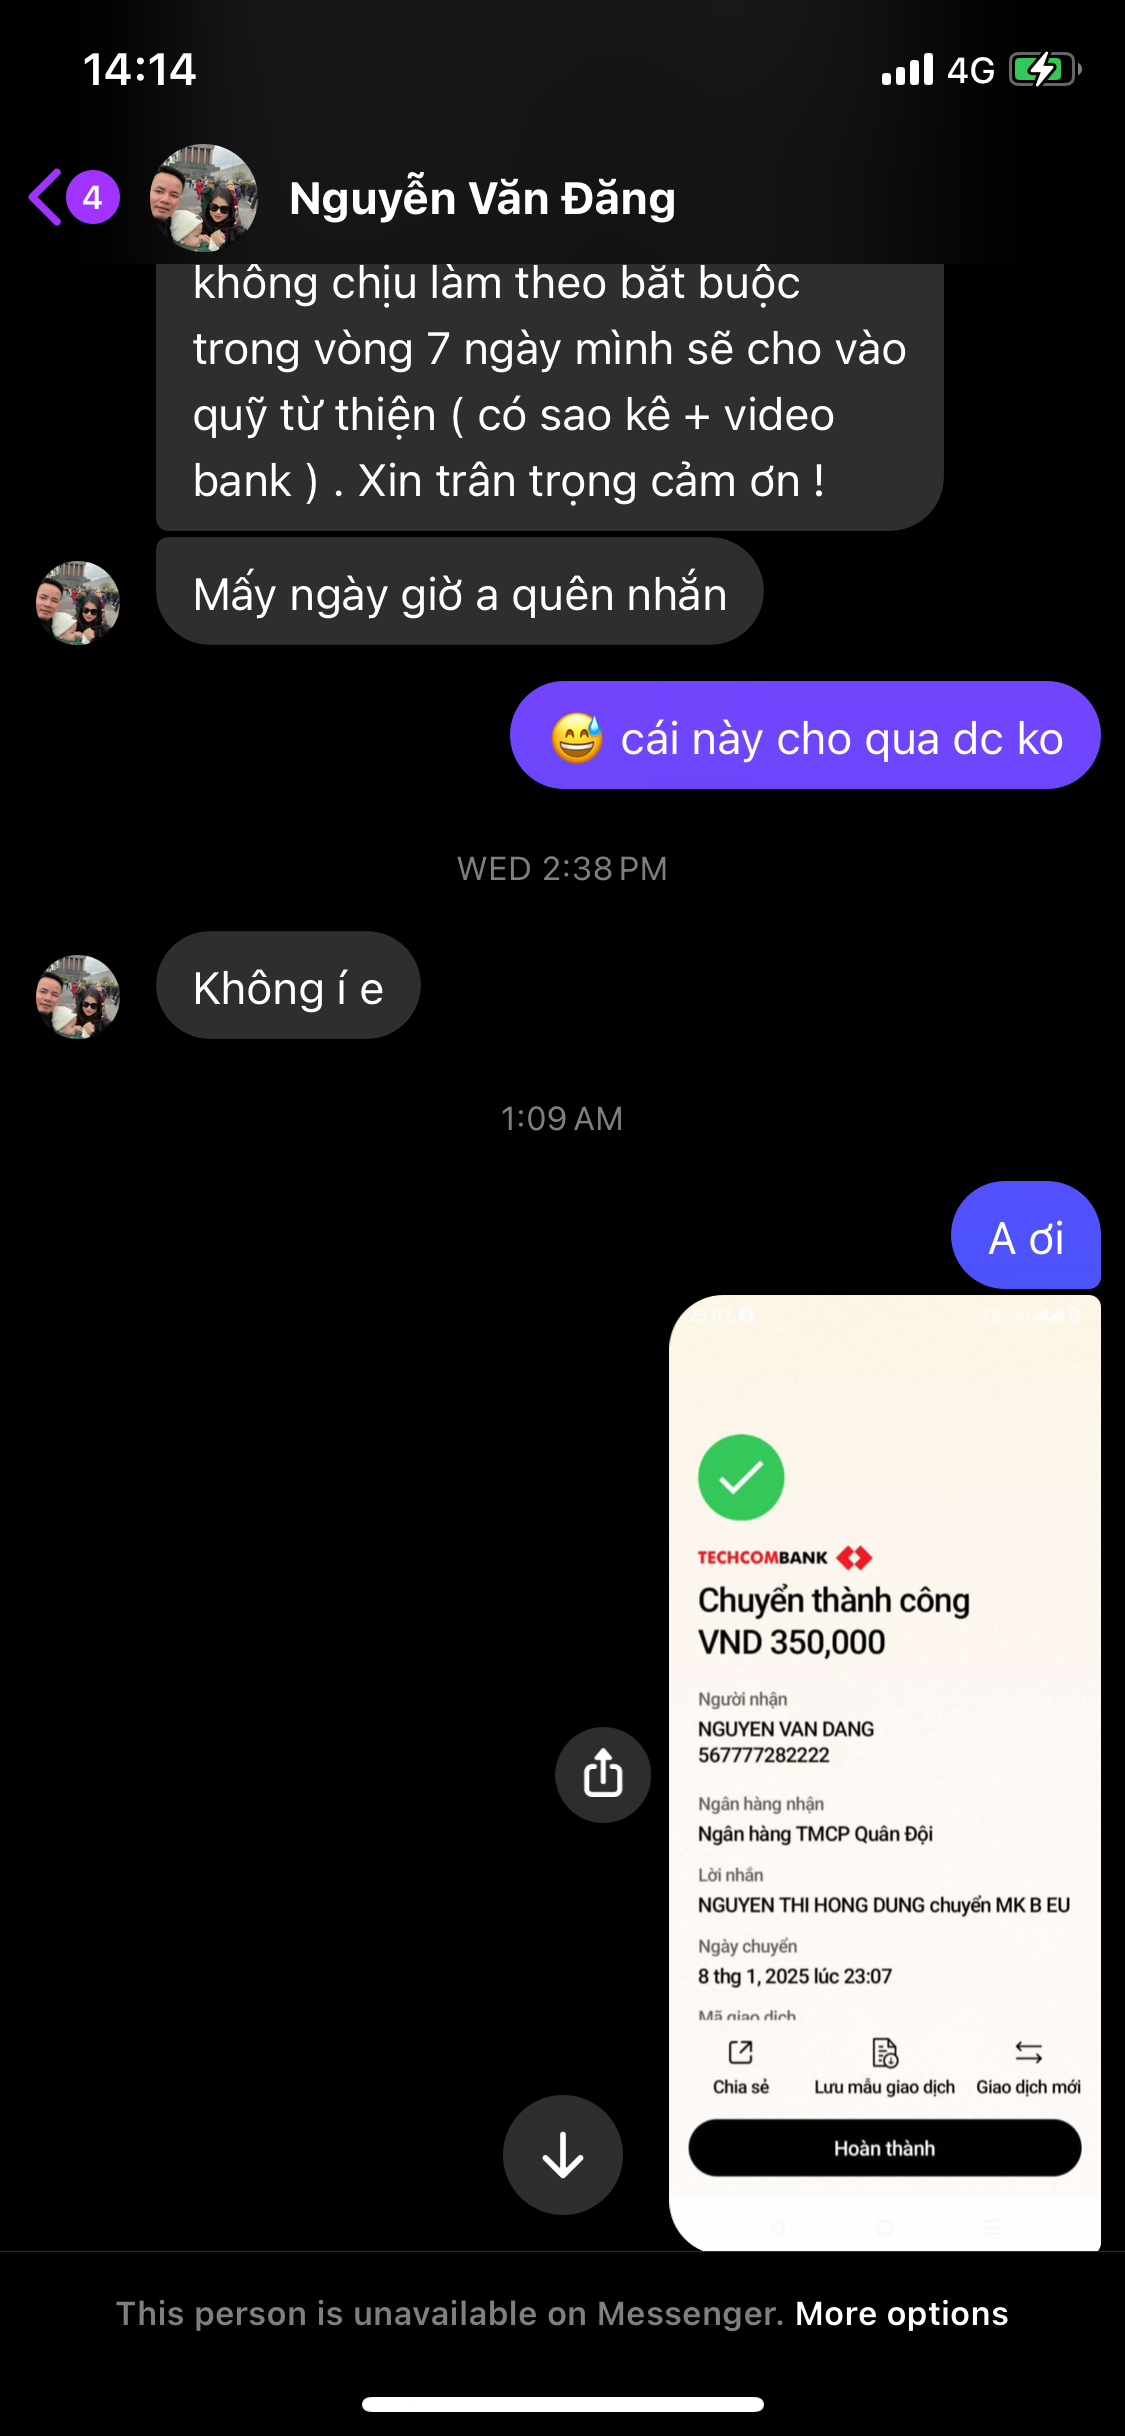 14:14
4G
4
Nguyễn Văn Đăng
không chịu làm theo bắt buộc
trong vòng 7 ngày mình sẽ cho vào
quỹ từ thiện ( có sao kê + video
bank ) . Xin trân trọng cảm ơn !
Mấy ngày giờ a quên nhắn
😅 cái này cho qua dc ko
WED 2:38 PM
Không í e
1:09 AM
A ơi
TECHCOMBANK
Chuyển thành công
VND 350,000
Người nhận
NGUYEN VAN DANG
567777282222
Ngân hàng nhận
Ngân hàng TMCP Quân Đội
Lời nhắn
NGUYEN THI HONG DUNG chuyển MK B EU
Ngày chuyển
8 thg 1, 2025 lúc 23:07
Mã giao dịch
Chia sẻ
Lưu mẫu giao dịch
Giao dịch mới
Hoàn thành
This person is unavailable on Messenger. More options